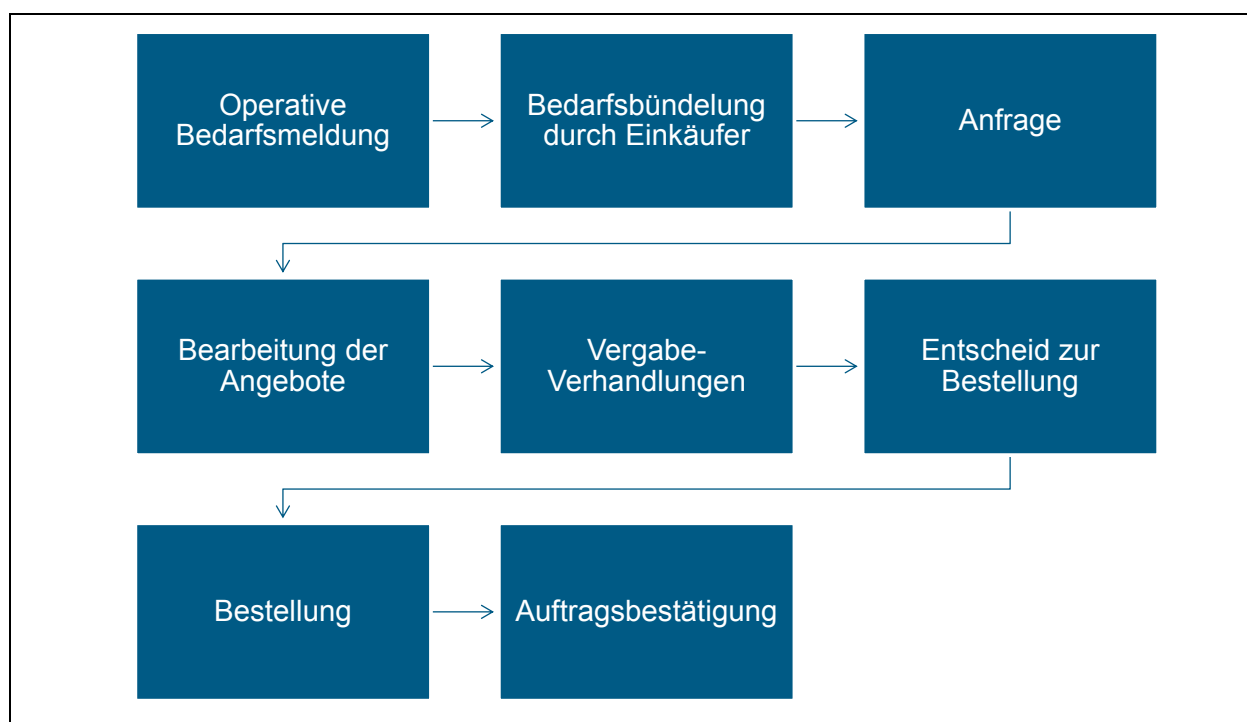 Operative
Bedarfsmeldung
Bedarfsbündelung
durch Einkäufer
Anfrage
Bearbeitung der
Angebote
Vergabe-
Verhandlungen
Entscheid zur
Bestellung
Bestellung
Auftragsbestätigung